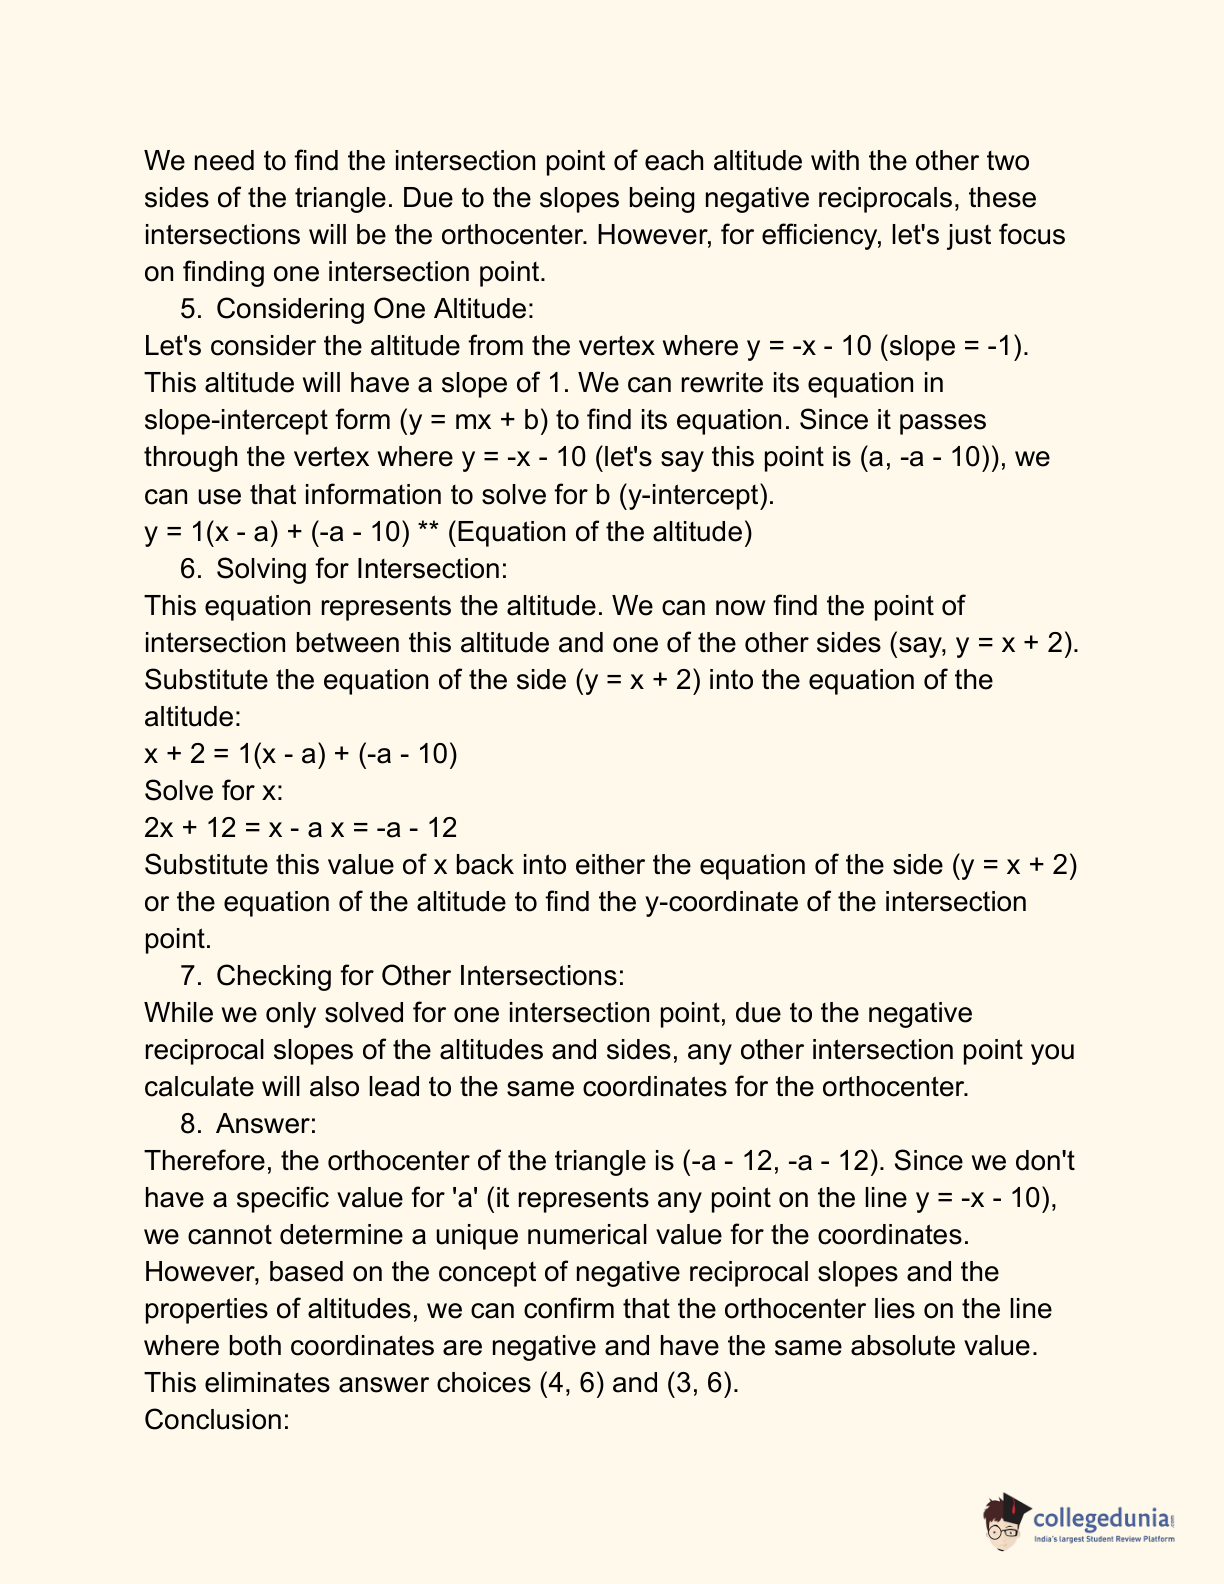 We need to find the intersection point of each altitude with the other two
sides of the triangle. Due to the slopes being negative reciprocals, these
intersections will be the orthocenter. However, for efficiency, let's just focus
on finding one intersection point.
5. Considering One Altitude:
Let's consider the altitude from the vertex where y = -x - 10 (slope = -1).
This altitude will have a slope of 1. We can rewrite its equation in
slope-intercept form (y = mx + b) to find its equation. Since it passes
through the vertex where y = -x - 10 (let's say this point is (a, -a - 10)), we
can use that information to solve for b (y-intercept).
y = 1(x - a) + (-a - 10) ** (Equation of the altitude)
6. Solving for Intersection:
This equation represents the altitude. We can now find the point of
intersection between this altitude and one of the other sides (say, y = x + 2).
Substitute the equation of the side (y = x + 2) into the equation of the
altitude:
x + 2 = 1(x - a) + (-a - 10)
Solve for x:
2x + 12 = x - a x = -a - 12
Substitute this value of x back into either the equation of the side (y = x + 2)
or the equation of the altitude to find the y-coordinate of the intersection
point.
7. Checking for Other Intersections:
While we only solved for one intersection point, due to the negative
reciprocal slopes of the altitudes and sides, any other intersection point you
calculate will also lead to the same coordinates for the orthocenter.
8. Answer:
Therefore, the orthocenter of the triangle is (-a - 12, -a - 12). Since we don't
have a specific value for 'a' (it represents any point on the line y = -x - 10),
we cannot determine a unique numerical value for the coordinates.
However, based on the concept of negative reciprocal slopes and the
properties of altitudes, we can confirm that the orthocenter lies on the line
where both coordinates are negative and have the same absolute value.
This eliminates answer choices (4, 6) and (3, 6).
Conclusion:
collegedunia.com
India's largest Student Review Platform